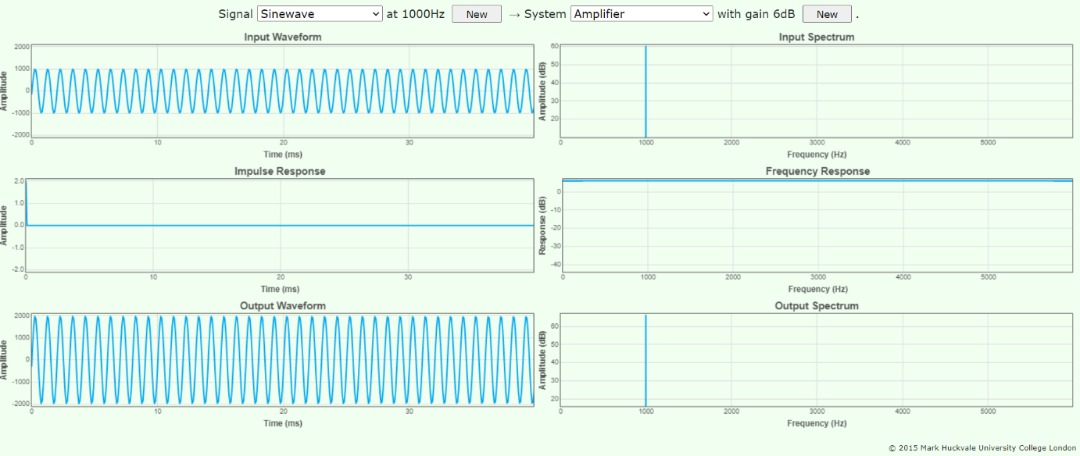 Signal Sinewave at 1000Hz New → System Amplifier with gain 6dB New .
Input Waveform
Amplitude
2000
1000
0
-1000
-2000
0 10 20 30
Time (ms)
Input Spectrum
Amplitude (dB)
60
50
40
30
20
0 1000 2000 3000 4000 5000
Frequency (Hz)
Impulse Response
Amplitude
2.0
1.0
0.0
-1.0
-2.0
0 10 20 30
Time (ms)
Frequency Response
Response (dB)
0
-10
-20
-30
-40
1000 2000 3000 4000 5000
Frequency (Hz)
Output Waveform
Amplitude
2000
1000
0
-1000
-2000
0 10 20 30
Time (ms)
Output Spectrum
Amplitude (dB)
60
50
40
30
20
0 1000 2000 3000 4000 5000
Frequency (Hz)
© 2015 Mark Huckvale University College London